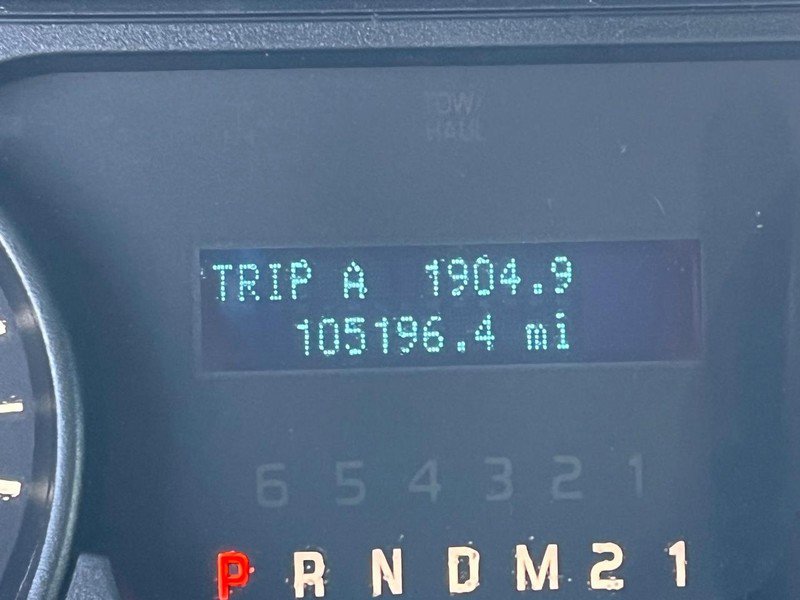 TOW/
HAUL
TRIP A 1904.9
105196.4 mi
6 5 4 3 2 1
P R N D M 2 1